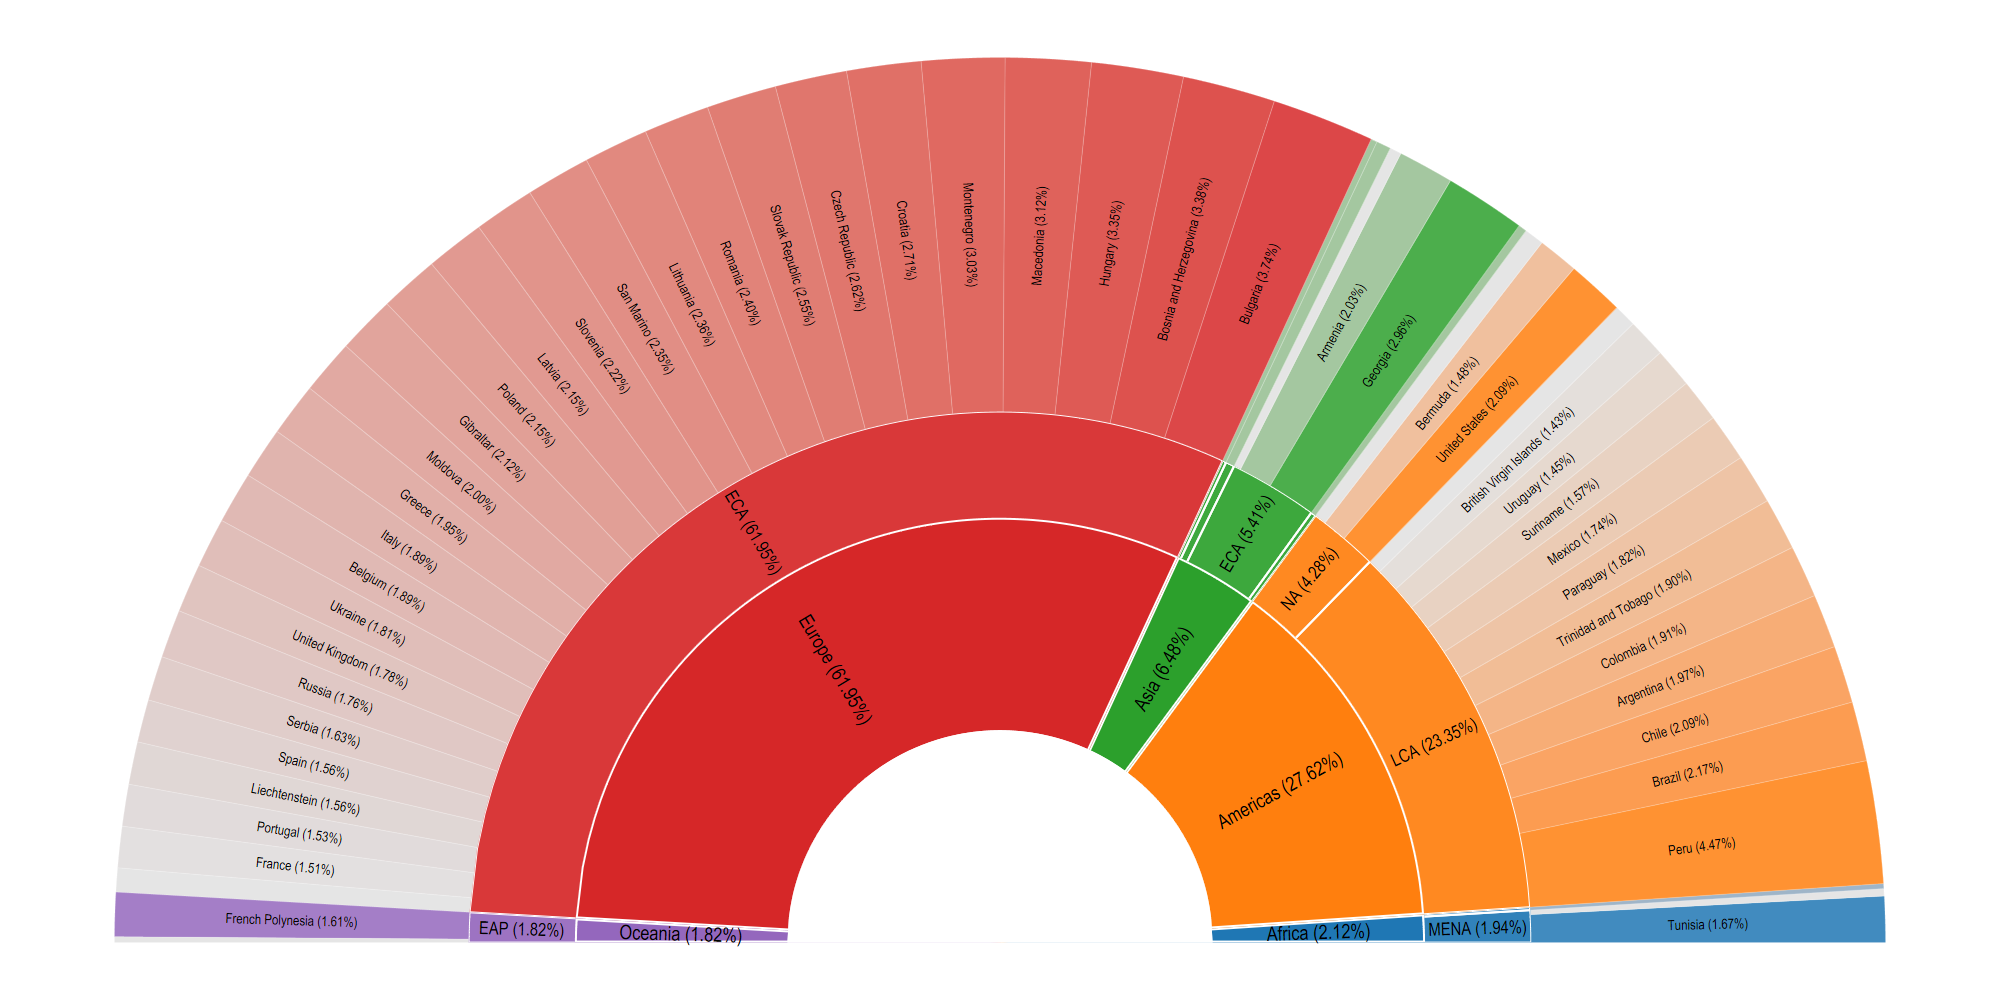 Europe (61.95%)
ECA (61.95%)
France (1.51%)
Portugal (1.53%)
Liechtenstein (1.56%)
Spain (1.56%)
Serbia (1.63%)
Russia (1.76%)
United Kingdom (1.78%)
Ukraine (1.81%)
Belgium (1.89%)
Italy (1.89%)
Greece (1.95%)
Moldova (2.00%)
Gibraltar (2.12%)
Poland (2.15%)
Latvia (2.15%)
Slovenia (2.22%)
San Marino (2.35%)
Lithuania (2.36%)
Romania (2.40%)
Slovak Republic (2.55%)
Czech Republic (2.62%)
Croatia (2.71%)
Montenegro (3.03%)
Macedonia (3.12%)
Hungary (3.35%)
Bosnia and Herzegovina (3.38%)
Bulgaria (3.74%)
Asia (6.48%)
ECA (5.41%)
Armenia (2.03%)
Georgia (2.96%)
Americas (27.62%)
NA (4.28%)
Bermuda (1.48%)
United States (2.09%)
LCA (23.35%)
British Virgin Islands (1.43%)
Uruguay (1.45%)
Suriname (1.57%)
Mexico (1.74%)
Paraguay (1.82%)
Trinidad and Tobago (1.90%)
Colombia (1.91%)
Argentina (1.97%)
Chile (2.09%)
Brazil (2.17%)
Peru (4.47%)
Africa (2.12%)
MENA (1.94%)
Tunisia (1.67%)
Oceania (1.82%)
EAP (1.82%)
French Polynesia (1.61%)